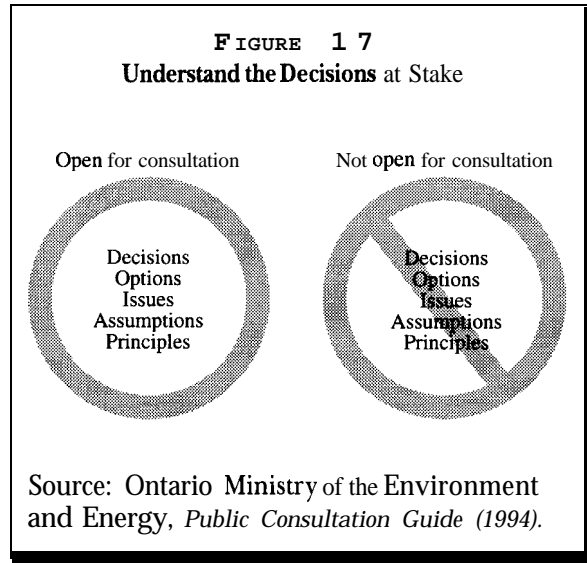 FIGURE 17
Understand the Decisions at Stake
Open for consultation
Decisions
Options
Issues
Assumptions
Principles
Not open for consultation
Decisions
Options
Issues
Assumptions
Principles
Source: Ontario Ministry of the Environment
and Energy, Public Consultation Guide (1994).